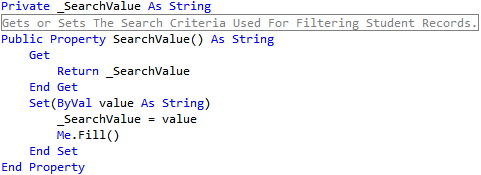 Private _SearchValue As String
Gets or Sets The Search Criteria Used For Filtering Student Records.
Public Property SearchValue() As String
    Get
        Return _SearchValue
    End Get
    Set(ByVal value As String)
        _SearchValue = value
        Me.Fill()
    End Set
End Property